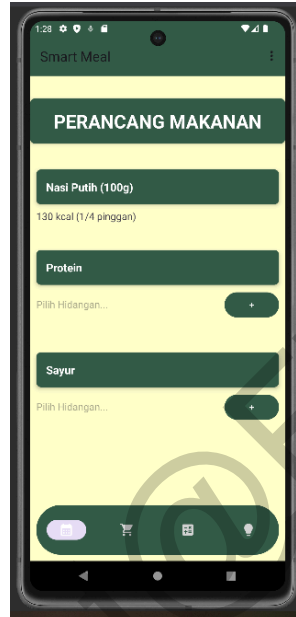 1:28
Smart Meal
PERANCANG MAKANAN
Nasi Putih (100g)
130 kcal (1/4 pinggan)
Protein
Pilih Hidangan...
+
Sayur
Pilih Hidangan...
+